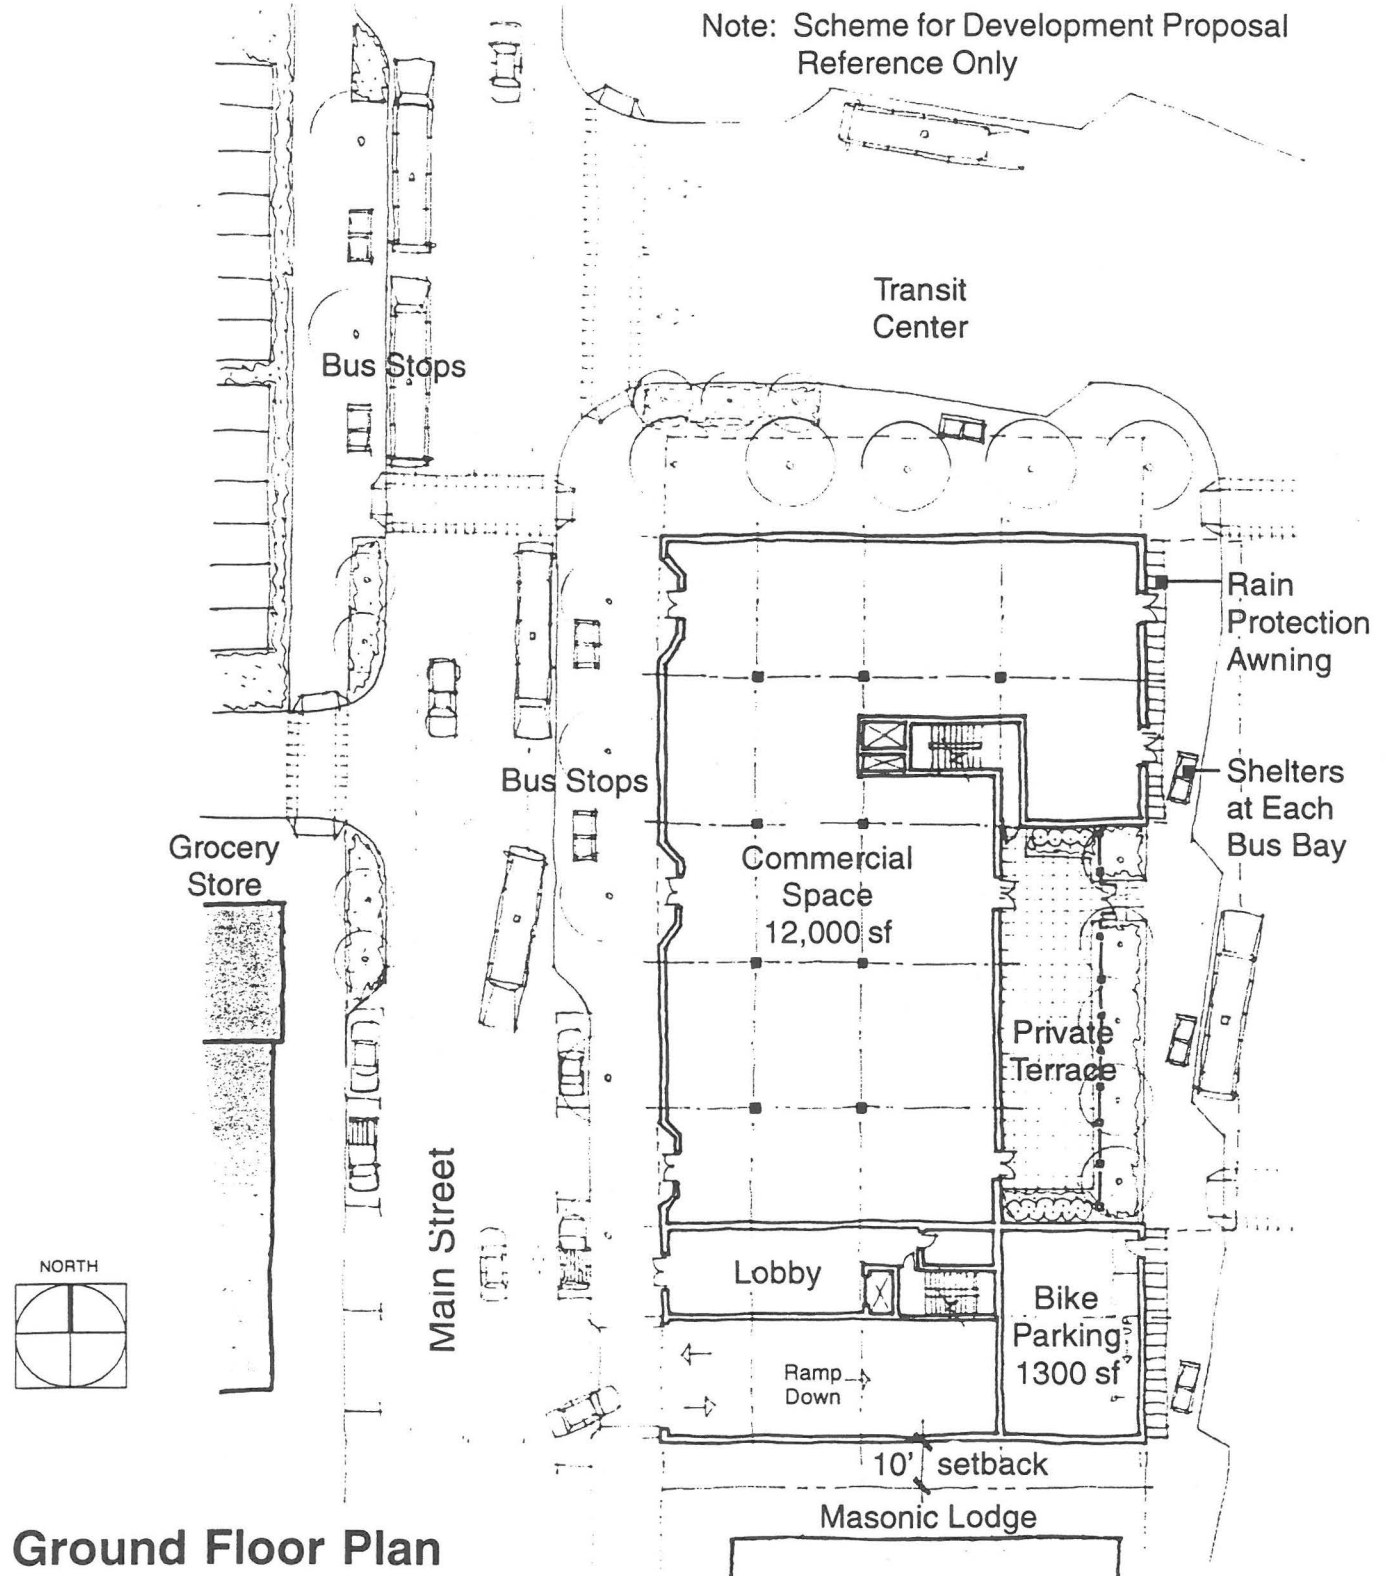 Note: Scheme for Development Proposal
Reference Only
Transit
Center
Bus Stops
Rain
Protection
Awning
Bus Stops
Shelters
at Each
Bus Bay
Grocery
Store
Commercial
Space
12,000 sf
Private
Terrace
Main Street
NORTH
Lobby
Bike
Parking
1300 sf
Ramp
Down
10' setback
Masonic Lodge
Ground Floor Plan